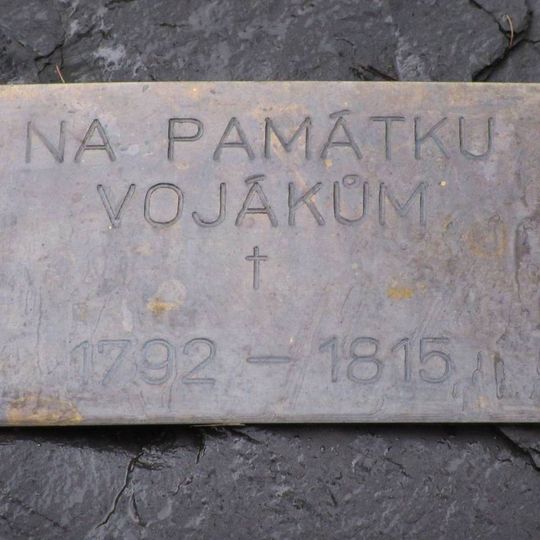 NA PAMÁTKU
VOJÁKŮM
†
1792 – 1815